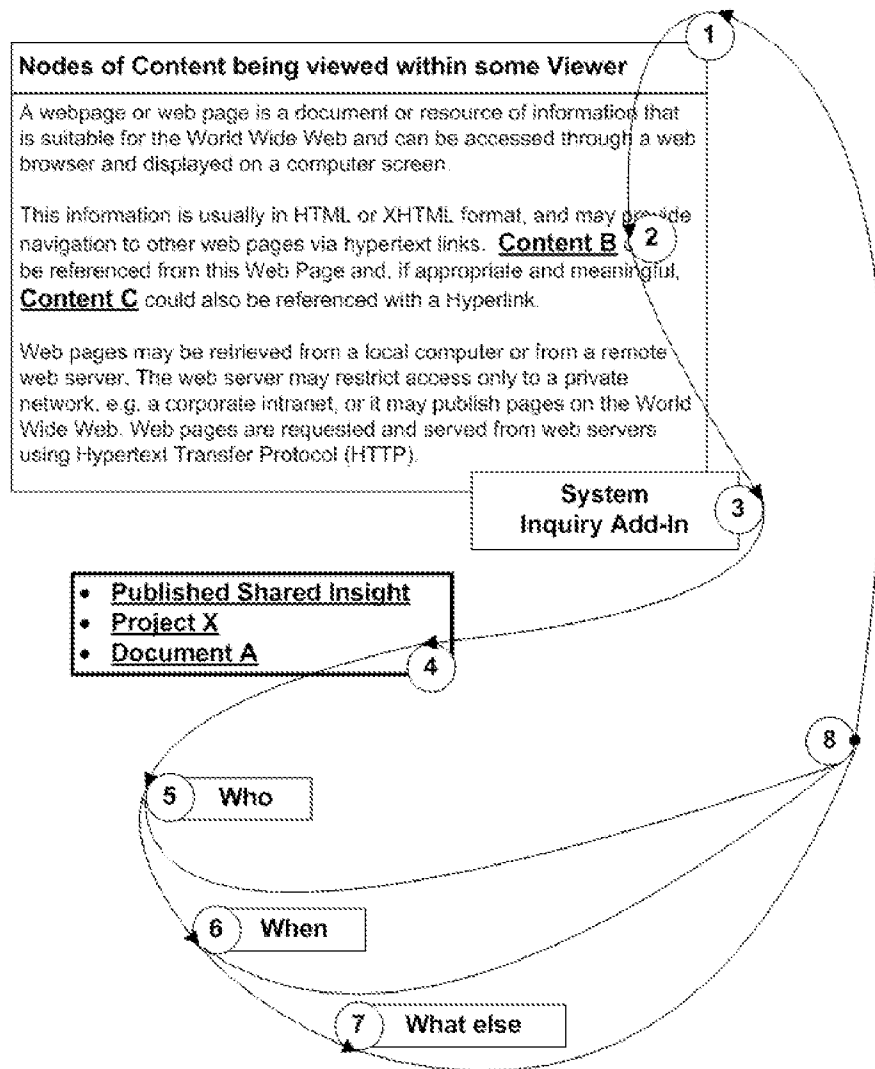 1
Nodes of Content being viewed within some Viewer
A webpage or web page is a document or resource of information that
is suitable for the World Wide Web and can be accessed through a web
browser and displayed on a computer screen.
This information is usually in HTML or XHTML format, and may provide
navigation to other web pages via hypertext links. Content B 2
be referenced from this Web Page and, if appropriate and meaningful,
Content C could also be referenced with a Hyperlink.
Web pages may be retrieved from a local computer or from a remote
web server. The web server may restrict access only to a private
network, e.g. a corporate intranet, or it may publish pages on the World
Wide Web. Web pages are requested and served from web servers
using Hypertext Transfer Protocol (HTTP).
System
Inquiry Add-In
3
• Published Shared Insight
• Project X
• Document A
4
8
5 Who
6 When
7 What else